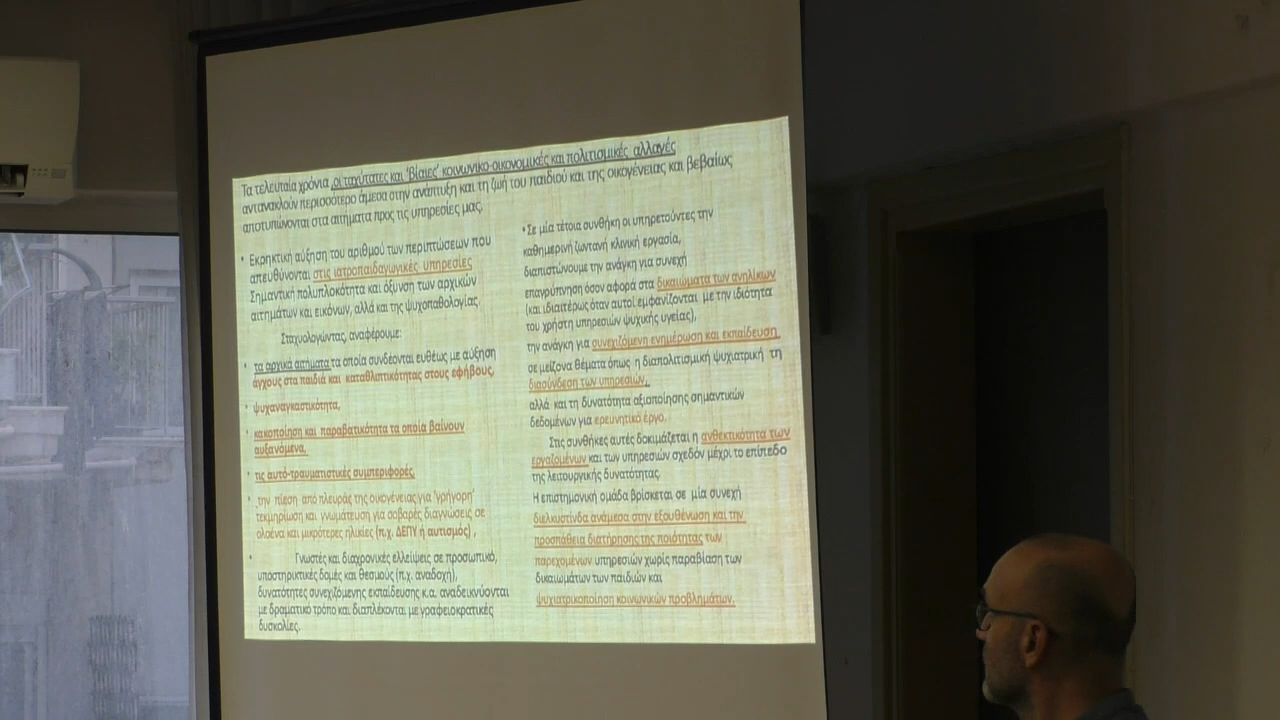 Τα τελευταία χρόνια ,οι ταχύτατες και 'βίαιες' κοινωνικο-οικονομικές και πολιτισμικές αλλαγές
αντανακλούν περισσότερο άμεσα στην ανάπτυξη και τη ζωή του παιδιού και της οικογένειας και βεβαίως
αποτυπώνονται στα αιτήματα προς τις υπηρεσίες μας.
• Εκρηκτική αύξηση του αριθμού των περιπτώσεων που
απευθύνονται στις ιατροπαιδαγωγικές υπηρεσίες
Σημαντική πολυπλοκότητα και όξυνση των αρχικών
αιτημάτων και εικόνων, αλλά και της ψυχοπαθολογίας.
Σταχυολογώντας, αναφέρουμε:
• τα αρχικά αιτήματα τα οποία συνδέονται ευθέως με αύξηση
άγχους στα παιδιά και καταθλιπτικότητας στους εφήβους,
• ψυχαναγκαστικότητα,
• κακοποίηση και παραβατικότητα τα οποία βαίνουν
αυξανόμενα,
• τις αυτό-τραυματιστικές συμπεριφορές,
• την πίεση από πλευράς της οικογένειας για 'γρήγορη'
τεκμηρίωση και γνωμάτευση για σοβαρές διαγνώσεις σε
ολοένα και μικρότερες ηλικίες (π.χ. ΔΕΠΥ ή αυτισμός) ,
• Γνωστές και διαχρονικές ελλείψεις σε προσωπικό,
υποστηρικτικές δομές και θεσμούς (π.χ. αναδοχή),
δυνατότητες συνεχιζόμενης εκπαίδευσης κ.α. αναδεικνύονται
με δραματικό τρόπο και διαπλέκονται με γραφειοκρατικές
δυσκολίες.
• Σε μία τέτοια συνθήκη οι υπηρετούντες την
καθημερινή ζωντανή κλινική εργασία,
διαπιστώνουμε την ανάγκη για συνεχή
επαγρύπνηση όσον αφορά στα δικαιώματα των ανηλίκων
(και ιδιαιτέρως όταν αυτοί εμφανίζονται με την ιδιότητα
του χρήστη υπηρεσιών ψυχικής υγείας),
την ανάγκη για συνεχιζόμενη ενημέρωση και εκπαίδευση
σε μείζονα θέματα όπως η διαπολιτισμική ψυχιατρική τη
διασύνδεση των υπηρεσιών,
αλλά και τη δυνατότητα αξιοποίησης σημαντικών
δεδομένων για ερευνητικό έργο.
Στις συνθήκες αυτές δοκιμάζεται η ανθεκτικότητα των
εργαζομένων και των υπηρεσιών σχεδόν μέχρι το επίπεδο
της λειτουργικής δυνατότητας.
Η επιστημονική ομάδα βρίσκεται σε μία συνεχή
διελκυστίνδα ανάμεσα στην εξουθένωση και την
προσπάθεια διατήρησης της ποιότητας των
παρεχομένων υπηρεσιών χωρίς παραβίαση των
δικαιωμάτων των παιδιών και
ψυχιατρικοποίηση κοινωνικών προβλημάτων.